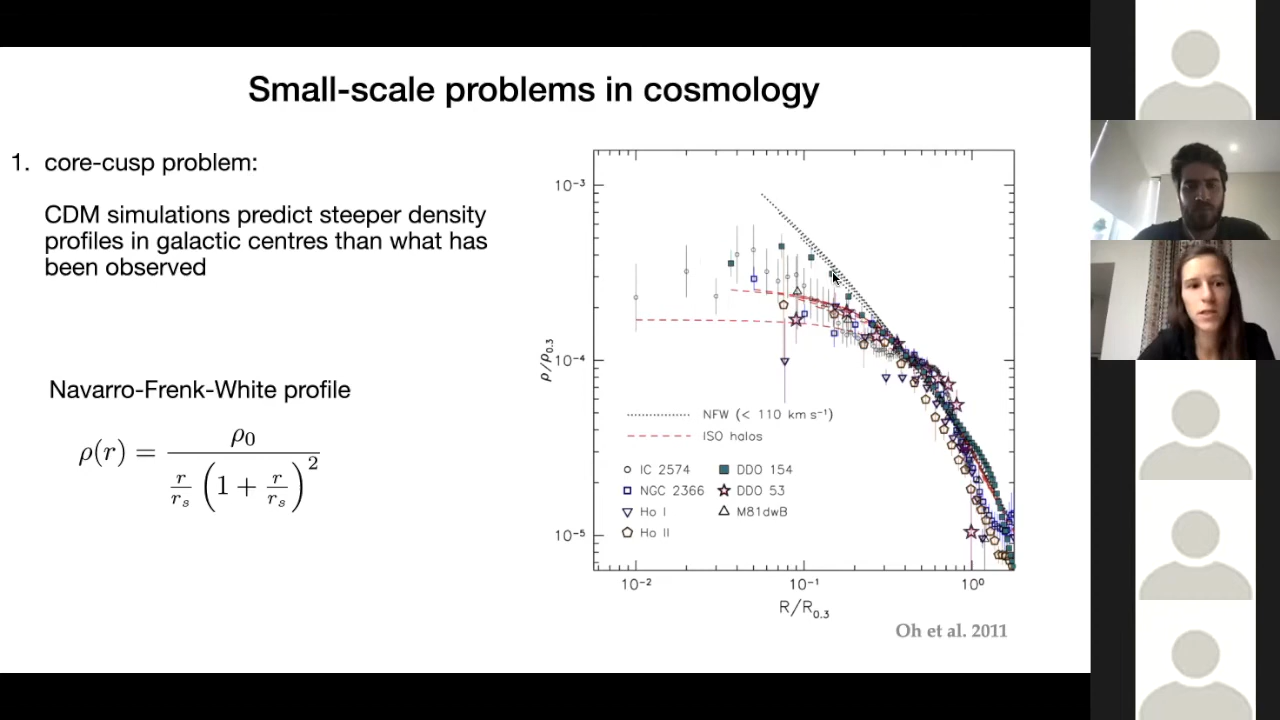 Small-scale problems in cosmology
1. core-cusp problem:
CDM simulations predict steeper density
profiles in galactic centres than what has
been observed
Navarro-Frenk-White profile
ρ(r) = ρ0 / (r/rs (1 + r/rs)^2)
10⁻³
10⁻⁴
10⁻⁵
ρ/ρ0.3
NFW (< 110 km s⁻¹)
ISO halos
IC 2574
DDO 154
NGC 2366
DDO 53
Ho I
M81dwB
Ho II
10⁻² 10⁻¹ 10⁰
R/R0.3
Oh et al. 2011